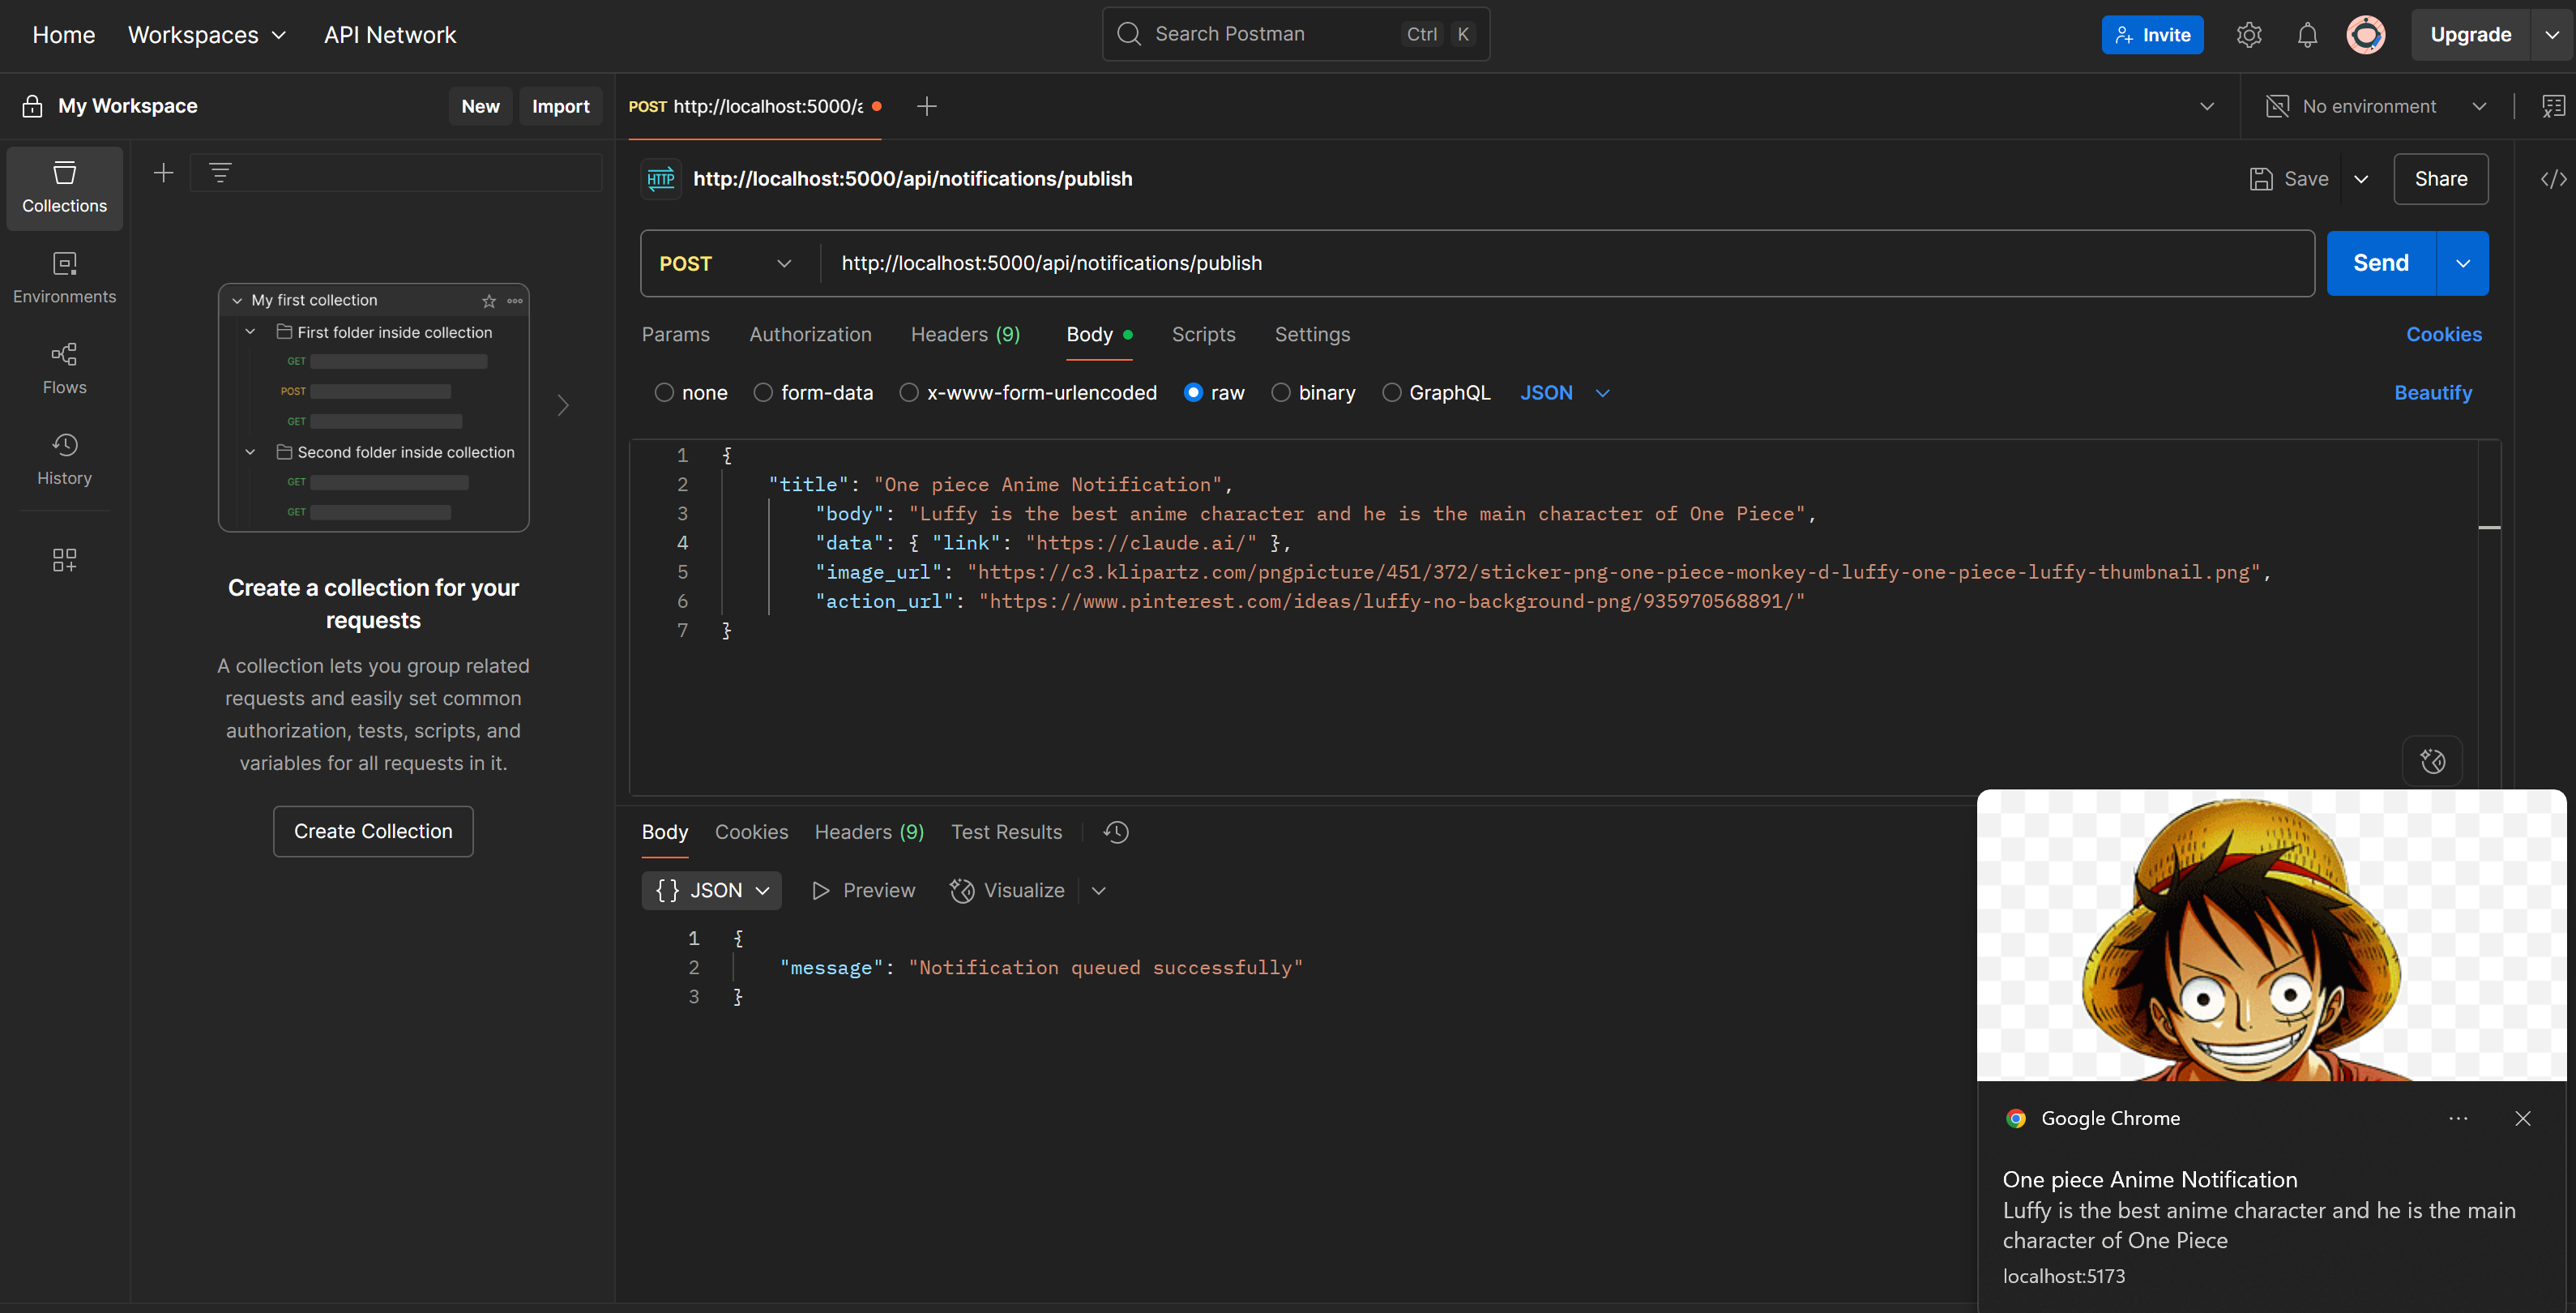 Home Workspaces API Network Search Postman Ctrl K Invite Upgrade
My Workspace New Import POST http://localhost:5000/a No environment
Collections
Environments
Flows
History
My first collection
First folder inside collection
GET
POST
GET
Second folder inside collection
GET
GET
Create a collection for your
requests
A collection lets you group related
requests and easily set common
authorization, tests, scripts, and
variables for all requests in it.
Create Collection
HTTP http://localhost:5000/api/notifications/publish Save Share
POST http://localhost:5000/api/notifications/publish Send
Params Authorization Headers (9) Body Scripts Settings Cookies
none form-data x-www-form-urlencoded raw binary GraphQL JSON Beautify
1 {
2 "title": "One piece Anime Notification",
3 "body": "Luffy is the best anime character and he is the main character of One Piece",
4 "data": { "link": "https://claude.ai/" },
5 "image_url": "https://c3.klipartz.com/pngpicture/451/372/sticker-png-one-piece-monkey-d-luffy-one-piece-luffy-thumbnail.png",
6 "action_url": "https://www.pinterest.com/ideas/luffy-no-background-png/935970568891/"
7 }
Body Cookies Headers (9) Test Results
{} JSON Preview Visualize
1 {
2 "message": "Notification queued successfully"
3 }
Google Chrome
One piece Anime Notification
Luffy is the best anime character and he is the main
character of One Piece
localhost:5173